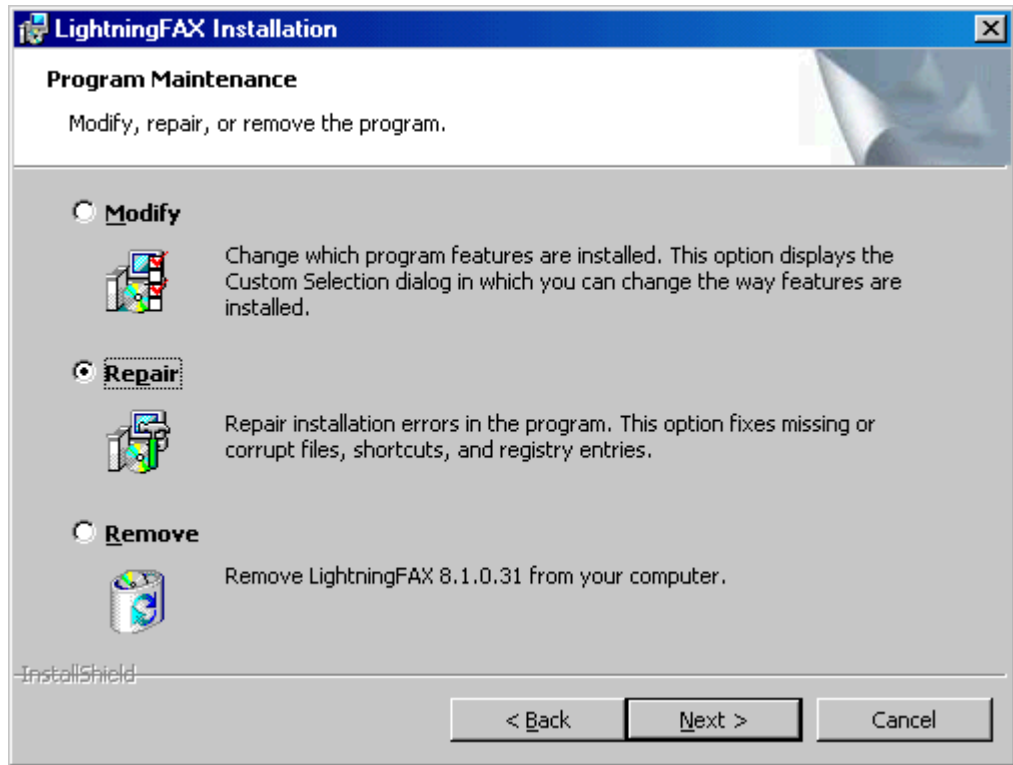 LightningFAX Installation
Program Maintenance
Modify, repair, or remove the program.
Modify
Change which program features are installed. This option displays the
Custom Selection dialog in which you can change the way features are
installed.
Repair
Repair installation errors in the program. This option fixes missing or
corrupt files, shortcuts, and registry entries.
Remove
Remove LightningFAX 8.1.0.31 from your computer.
InstallShield
< Back
Next >
Cancel